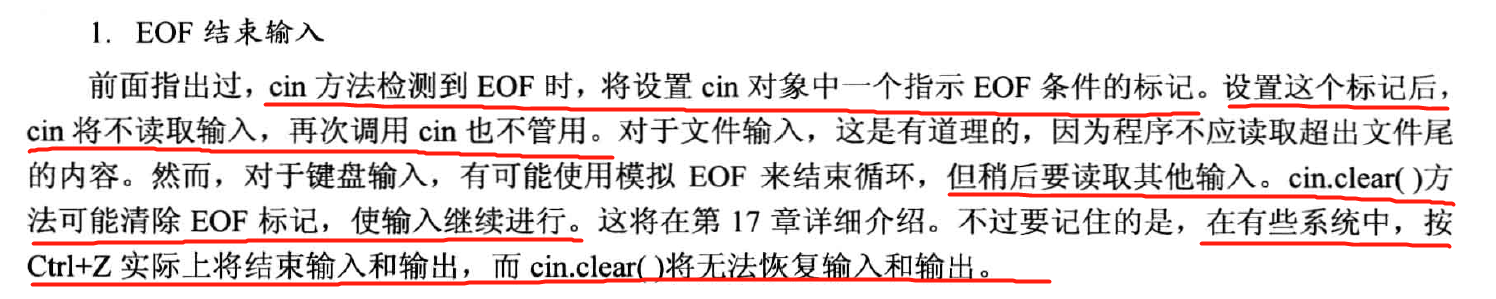 1. EOF 结束输入
前面指出过，cin 方法检测到 EOF 时，将设置 cin 对象中一个指示 EOF 条件的标记。设置这个标记后，
cin 将不读取输入，再次调用 cin 也不管用。对于文件输入，这是有道理的，因为程序不应读取超出文件尾
的内容。然而，对于键盘输入，有可能使用模拟 EOF 来结束循环，但稍后要读取其他输入。cin.clear( )方
法可能清除 EOF 标记，使输入继续进行。这将在第 17 章详细介绍。不过要记住的是，在有些系统中，按
Ctrl+Z 实际上将结束输入和输出，而 cin.clear( )将无法恢复输入和输出。